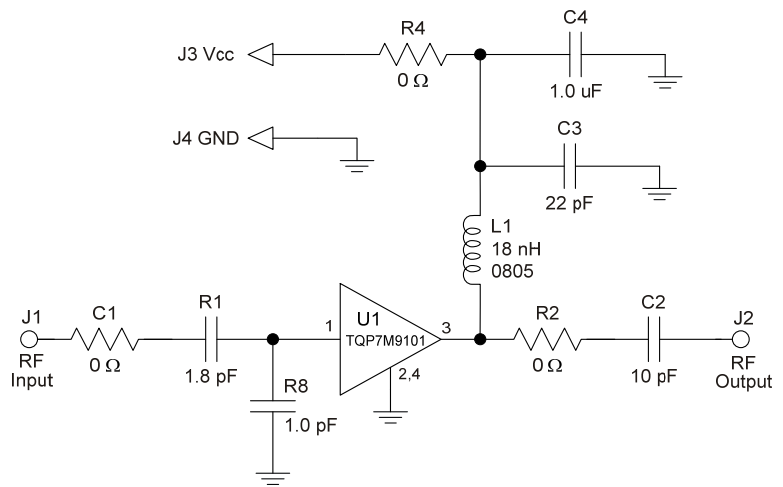 C4
R4
J3 Vcc
0 Ω
1.0 uF
C3
J4 GND
22 pF
L1
18 nH
0805
J1
C1
R1
U1
R2
C2
J2
1
TQP7M9101
3
RF
Input
0 Ω
1.8 pF
2,4
0 Ω
10 pF
RF
Output
R8
1.0 pF